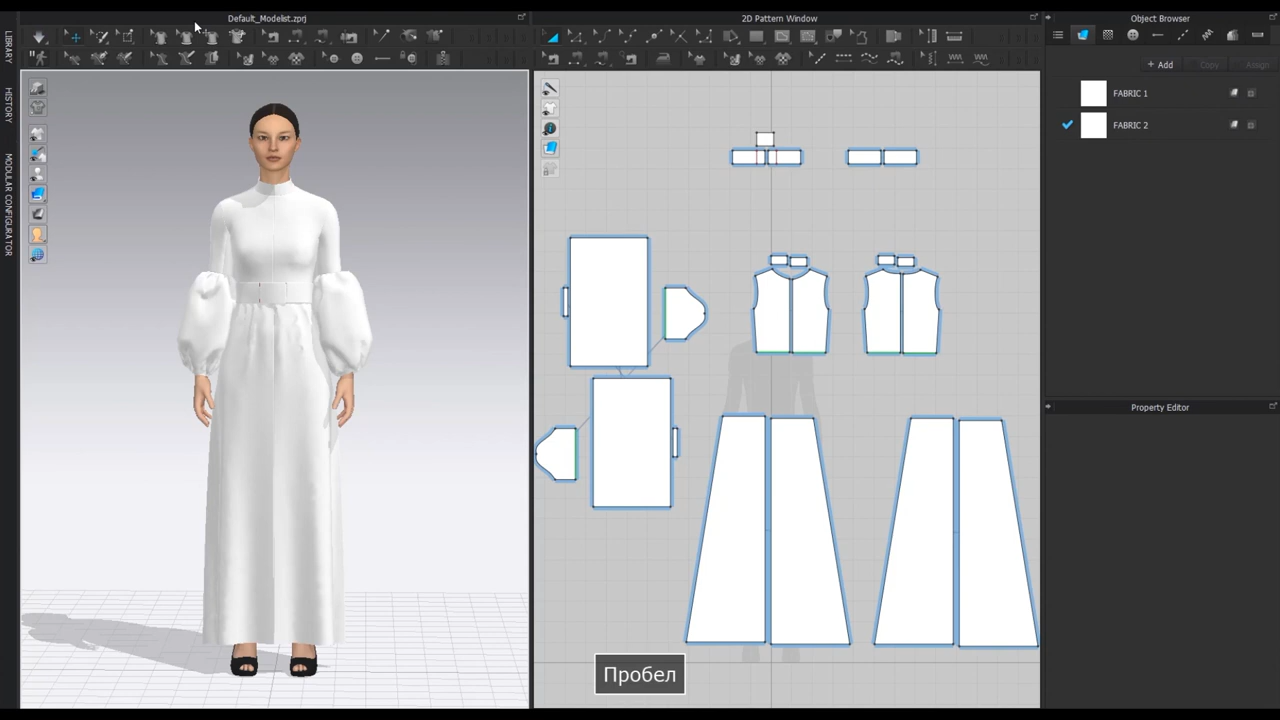 Default_Modelist.zprj
2D Pattern Window
Object Browser
LIBRARY
HISTORY
MODULAR CONFIGURATOR
+ Add
Copy
Assign
FABRIC 1
FABRIC 2
Property Editor
Пробел